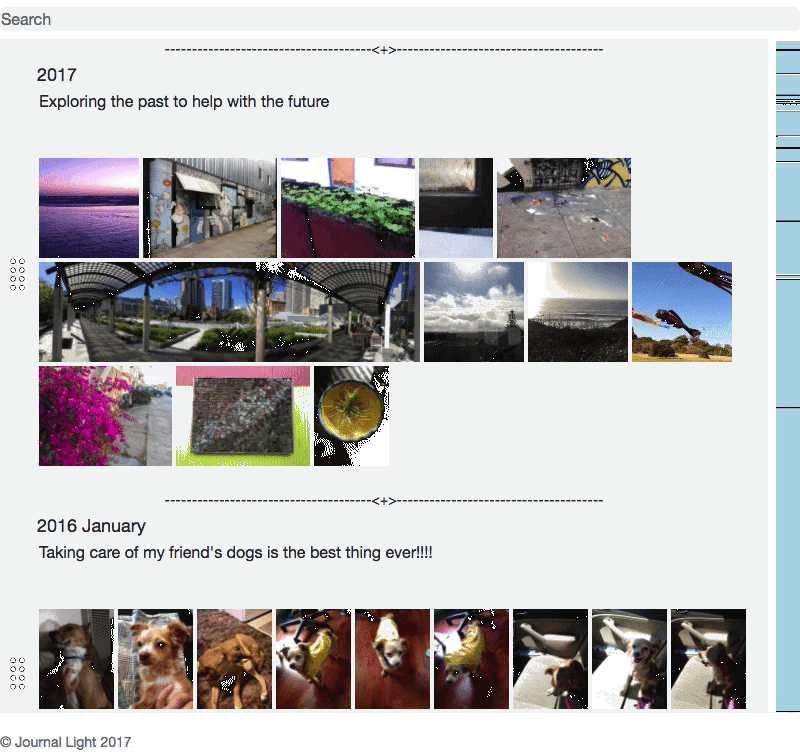 Search
--------------------------------------<+>--------------------------------------
2017
Exploring the past to help with the future
--------------------------------------<+>--------------------------------------
2016 January
Taking care of my friend's dogs is the best thing ever!!!!
© Journal Light 2017